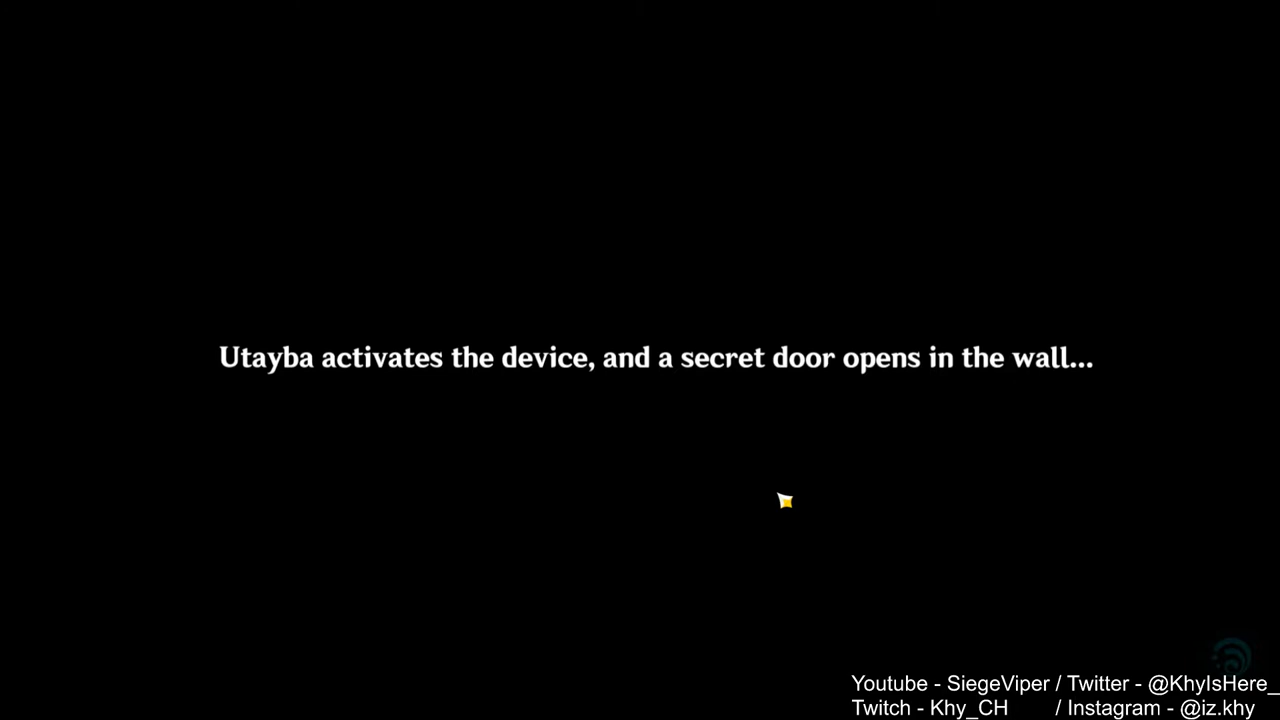 Utayba activates the device, and a secret door opens in the wall...
Youtube - SiegeViper / Twitter - @KhyIsHere_
Twitch - Khy_CH / Instagram - @iz.khy